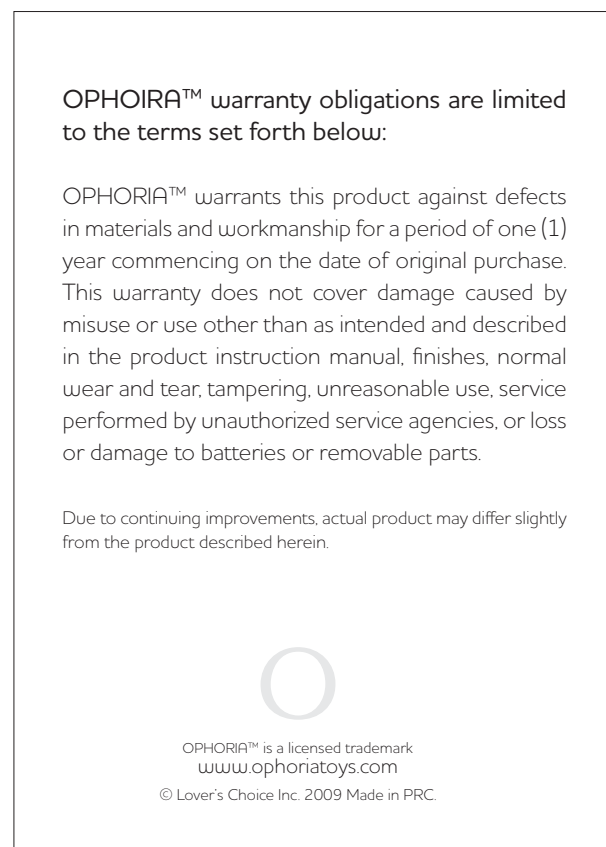 OPHOIRA™ warranty obligations are limited
to the terms set forth below:
OPHORIA™ warrants this product against defects
in materials and workmanship for a period of one (1)
year commencing on the date of original purchase.
This warranty does not cover damage caused by
misuse or use other than as intended and described
in the product instruction manual, finishes, normal
wear and tear, tampering, unreasonable use, service
performed by unauthorized service agencies, or loss
or damage to batteries or removable parts.
Due to continuing improvements, actual product may differ slightly
from the product described herein.
O
OPHORIA™ is a licensed trademark
www.ophoriatoys.com
© Lover's Choice Inc. 2009 Made in PRC.